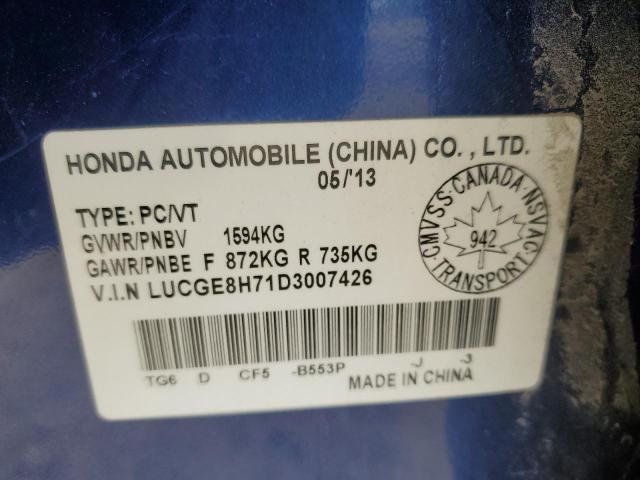 HONDA AUTOMOBILE (CHINA) CO., LTD.
05/'13
TYPE: PC/VT
GVWR/PNBV 1594KG
GAWR/PNBE F 872KG R 735KG
V.I.N LUCGE8H71D3007426
CMVSS · CANADA · NSVAC
942
TRANSPORT
TG6 D CF5 -B553P -J -3
MADE IN CHINA